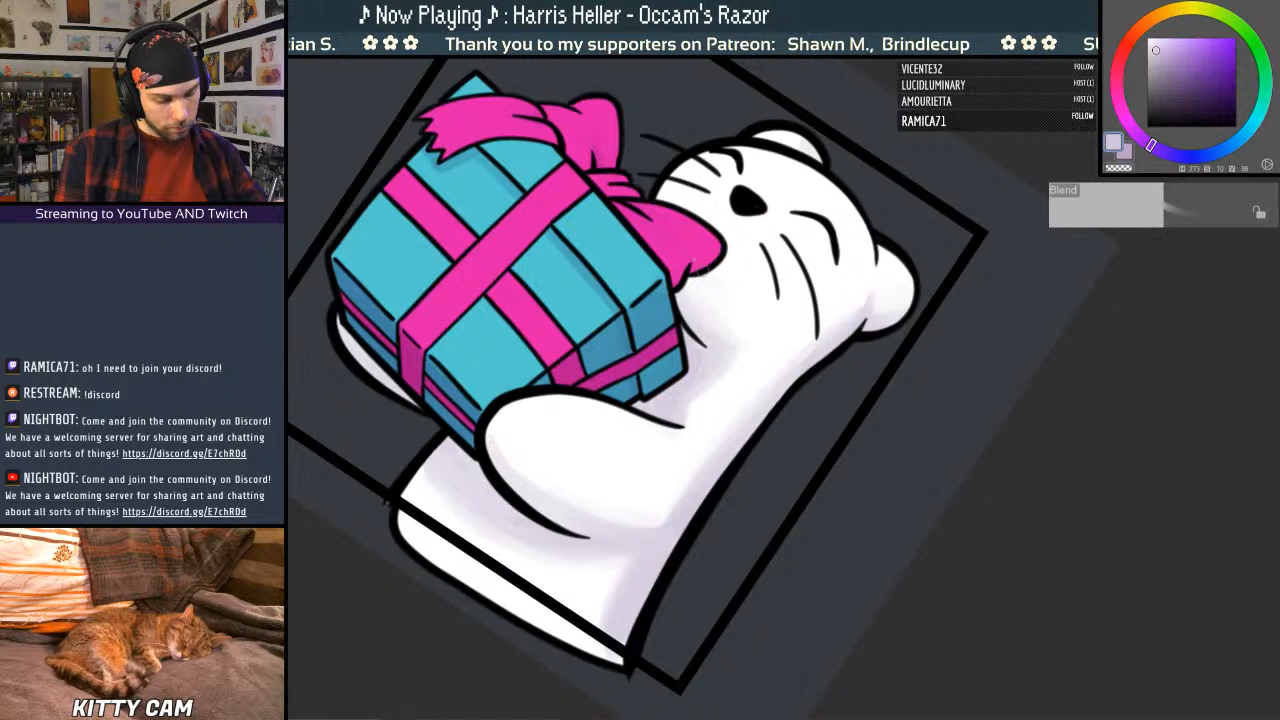 ♪ Now Playing ♪ : Harris Heller - Occam's Razor
ian S. ✿ ✿ ✿ Thank you to my supporters on Patreon: Shawn M., Brindlecup ✿ ✿ ✿
VICENTE32 FOLLOW
LUCIDLUMINARY HOST(1)
AMOURIETTA HOST(1)
RAMICA71 FOLLOW
Blend
Streaming to YouTube AND Twitch
RAMICA71: oh I need to join your discord!
RESTREAM: !discord
NIGHTBOT: Come and join the community on Discord!
We have a welcoming server for sharing art and chatting
about all sorts of things! https://discord.gg/E7chRDd
NIGHTBOT: Come and join the community on Discord!
We have a welcoming server for sharing art and chatting
about all sorts of things! https://discord.gg/E7chRDd
KITTY CAM